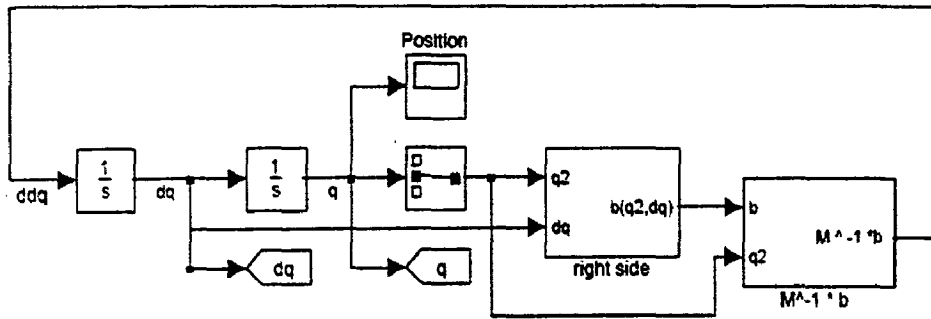 Position
1
s
1
s
ddq
dq
q
q2
dq
b(q2,dq)
right side
b
q2
M ^ -1 *b
M^-1 * b
dq
q